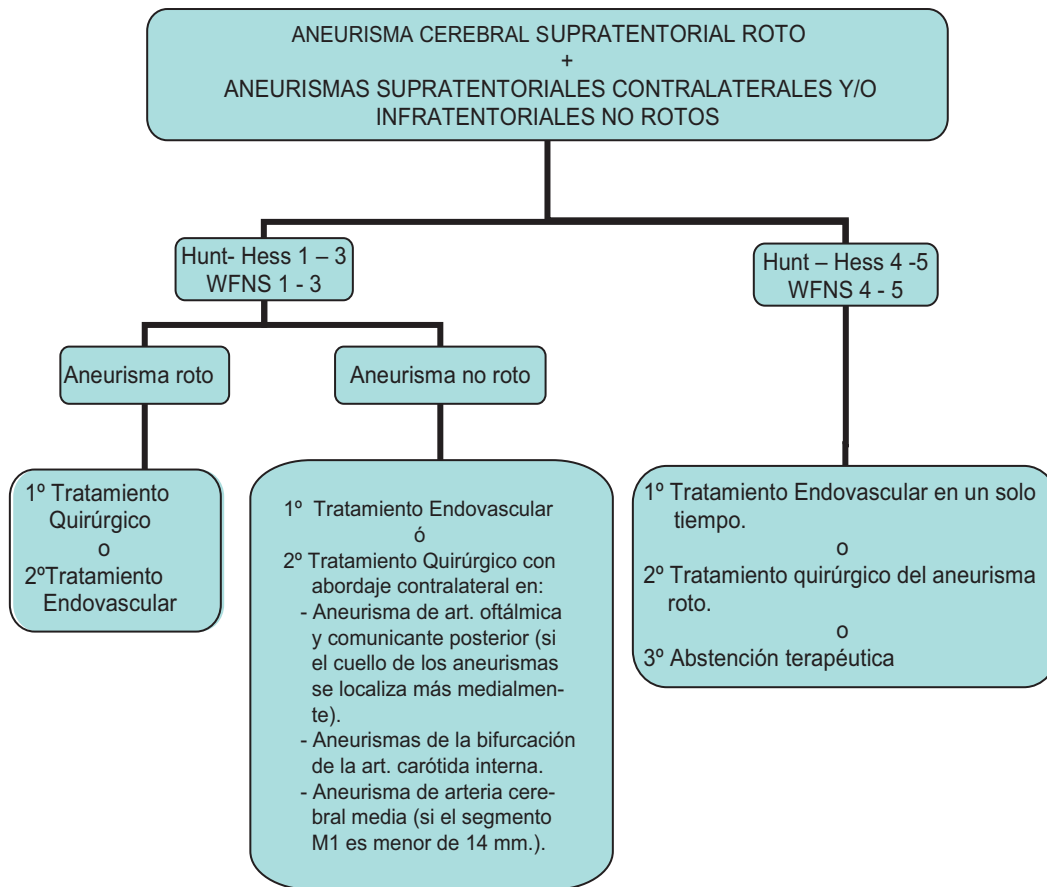 ANEURISMA CEREBRAL SUPRATENTORIAL ROTO
+
ANEURISMAS SUPRATENTORIALES CONTRALATERALES Y/O
INFRATENTORIALES NO ROTOS
Hunt- Hess 1 – 3
WFNS 1 - 3
Hunt – Hess 4 -5
WFNS 4 - 5
Aneurisma roto
Aneurisma no roto
1º Tratamiento
Quirúrgico
o
2ºTratamiento
Endovascular
1º Tratamiento Endovascular
ó
2º Tratamiento Quirúrgico con
abordaje contralateral en:
- Aneurisma de art. oftálmica
y comunicante posterior (si
el cuello de los aneurismas
se localiza más medialmen-
te).
- Aneurismas de la bifurcación
de la art. carótida interna.
- Aneurisma de arteria cere-
bral media (si el segmento
M1 es menor de 14 mm.).
1º Tratamiento Endovascular en un solo
tiempo.
o
2º Tratamiento quirúrgico del aneurisma
roto.
o
3º Abstención terapéutica